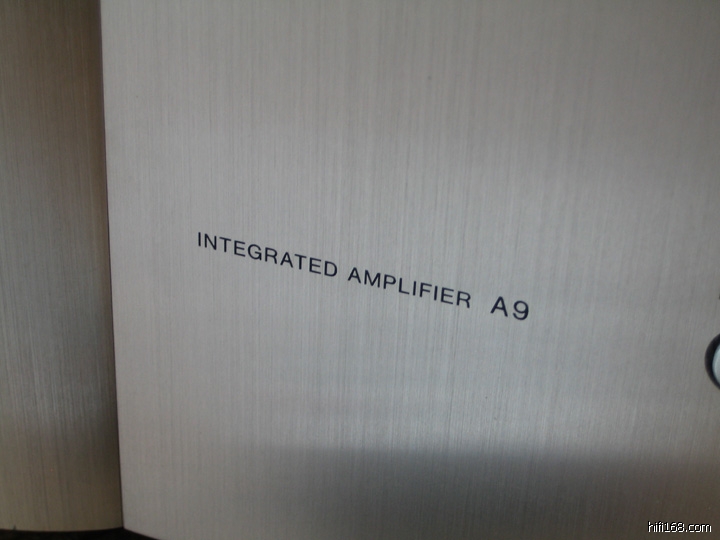 INTEGRATED AMPLIFIER A9
hifi168.com